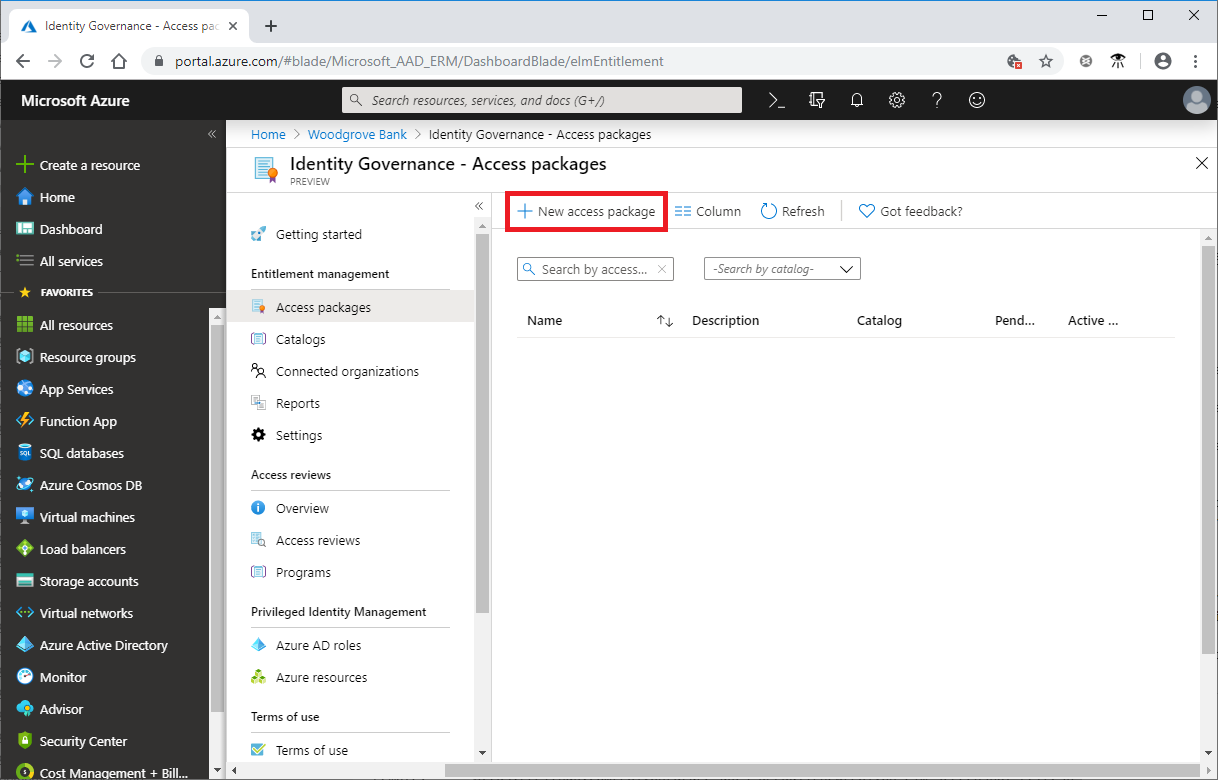 Identity Governance - Access pac
portal.azure.com/#blade/Microsoft_AAD_ERM/DashboardBlade/elmEntitlement
Microsoft Azure
Search resources, services, and docs (G+/)
Create a resource
Home
Dashboard
All services
FAVORITES
All resources
Resource groups
App Services
Function App
SQL databases
Azure Cosmos DB
Virtual machines
Load balancers
Storage accounts
Virtual networks
Azure Active Directory
Monitor
Advisor
Security Center
Cost Management + Bill...
Home > Woodgrove Bank > Identity Governance - Access packages
Identity Governance - Access packages
PREVIEW
Getting started
Entitlement management
Access packages
Catalogs
Connected organizations
Reports
Settings
Access reviews
Overview
Access reviews
Programs
Privileged Identity Management
Azure AD roles
Azure resources
Terms of use
Terms of use
New access package Column Refresh Got feedback?
Search by access... -Search by catalog-
Name Description Catalog Pend... Active ...